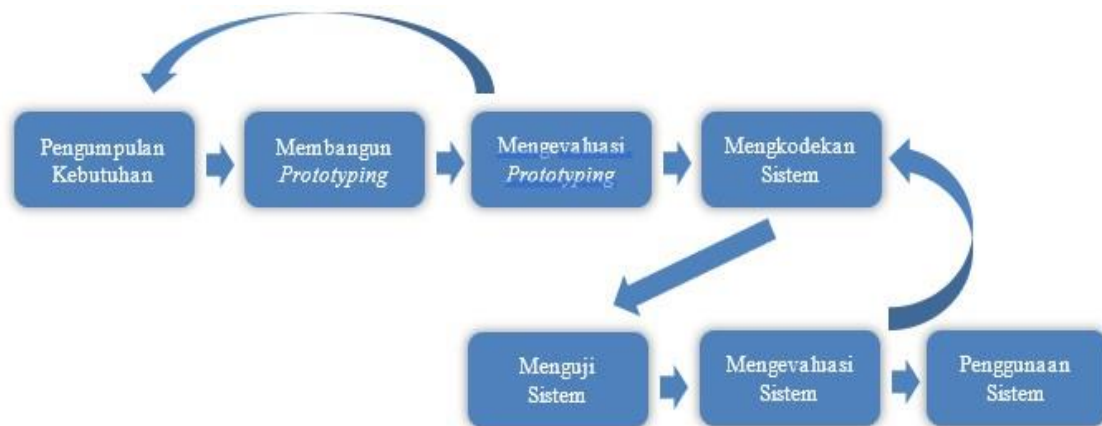 Pengumpulan
Kebutuhan
Membangun
Prototyping
Mengevaluasi
Prototyping
Mengkodekan
Sistem
Menguji
Sistem
Mengevaluasi
Sistem
Penggunaan
Sistem